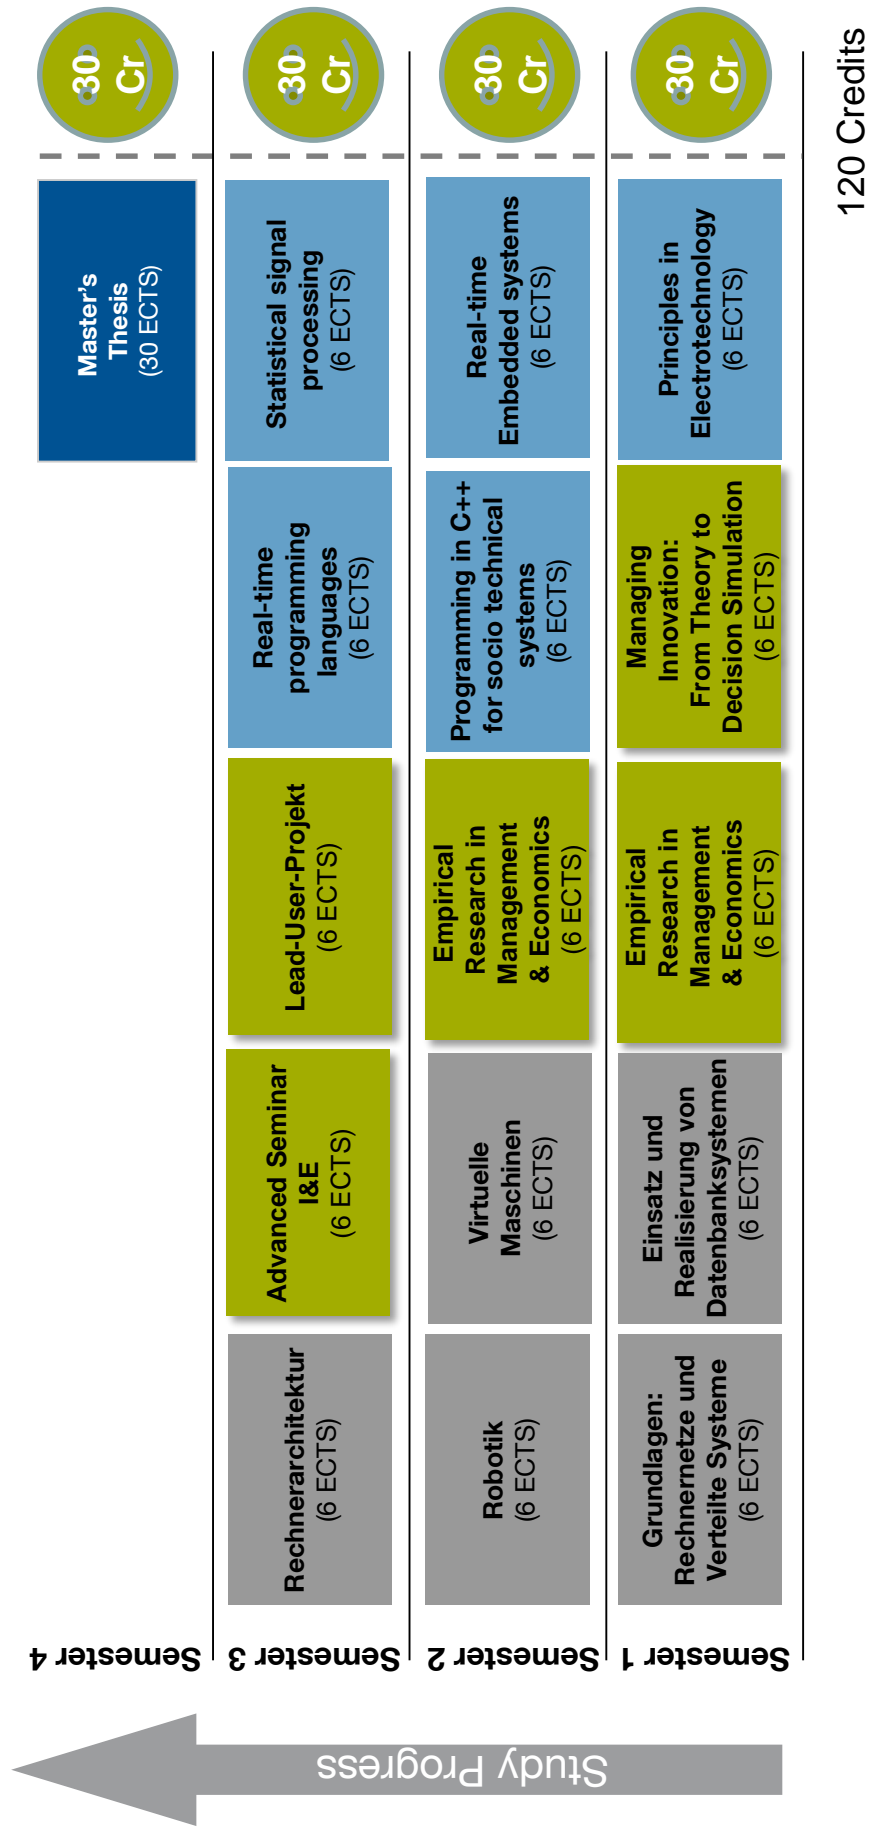 Study Progress
Semester 4
Master's
Thesis
(30 ECTS)
30
Cr
Semester 3
Rechnerarchitektur
(6 ECTS)
Advanced Seminar
I&E
(6 ECTS)
Lead-User-Projekt
(6 ECTS)
Real-time
programming
languages
(6 ECTS)
Statistical signal
processing
(6 ECTS)
30
Cr
Semester 2
Robotik
(6 ECTS)
Virtuelle
Maschinen
(6 ECTS)
Empirical
Research in
Management
& Economics
(6 ECTS)
Programming in C++
for socio technical
systems
(6 ECTS)
Real-time
Embedded systems
(6 ECTS)
30
Cr
Semester 1
Grundlagen:
Rechnernetze und
Verteilte Systeme
(6 ECTS)
Einsatz und
Realisierung von
Datenbanksystemen
(6 ECTS)
Empirical
Research in
Management
& Economics
(6 ECTS)
Managing
Innovation:
From Theory to
Decision Simulation
(6 ECTS)
Principles in
Electrotechnology
(6 ECTS)
30
Cr
120 Credits